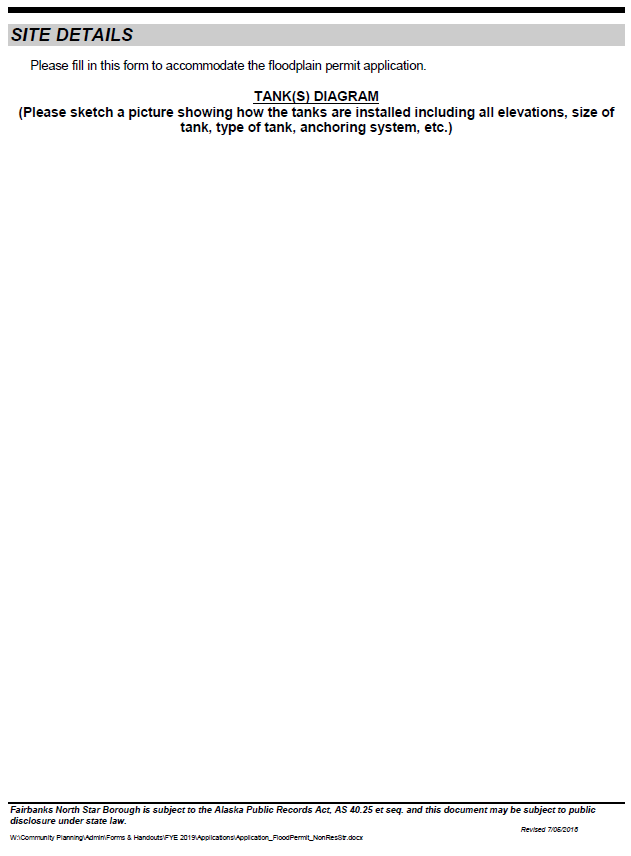 SITE DETAILS
Please fill in this form to accommodate the floodplain permit application.
TANK(S) DIAGRAM
(Please sketch a picture showing how the tanks are installed including all elevations, size of
tank, type of tank, anchoring system, etc.)
Fairbanks North Star Borough is subject to the Alaska Public Records Act, AS 40.25 et seq. and this document may be subject to public
disclosure under state law.
Revised 7/06/2018
W:\Community Planning\Admin\Forms & Handouts\FYE 2019\Applications\Application_FloodPermit_NonResStr.docx